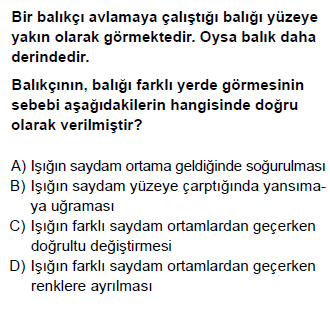 Bir balıkçı avlamaya çalıştığı balığı yüzeye
yakın olarak görmektedir. Oysa balık daha
derindedir.
Balıkçının, balığı farklı yerde görmesinin
sebebi aşağıdakilerin hangisinde doğru
olarak verilmiştir?
A) Işığın saydam ortama geldiğinde soğurulması
B) Işığın saydam yüzeye çarptığında yansıma-
ya uğraması
C) Işığın farklı saydam ortamlardan geçerken
doğrultu değiştirmesi
D) Işığın farklı saydam ortamlardan geçerken
renklere ayrılması